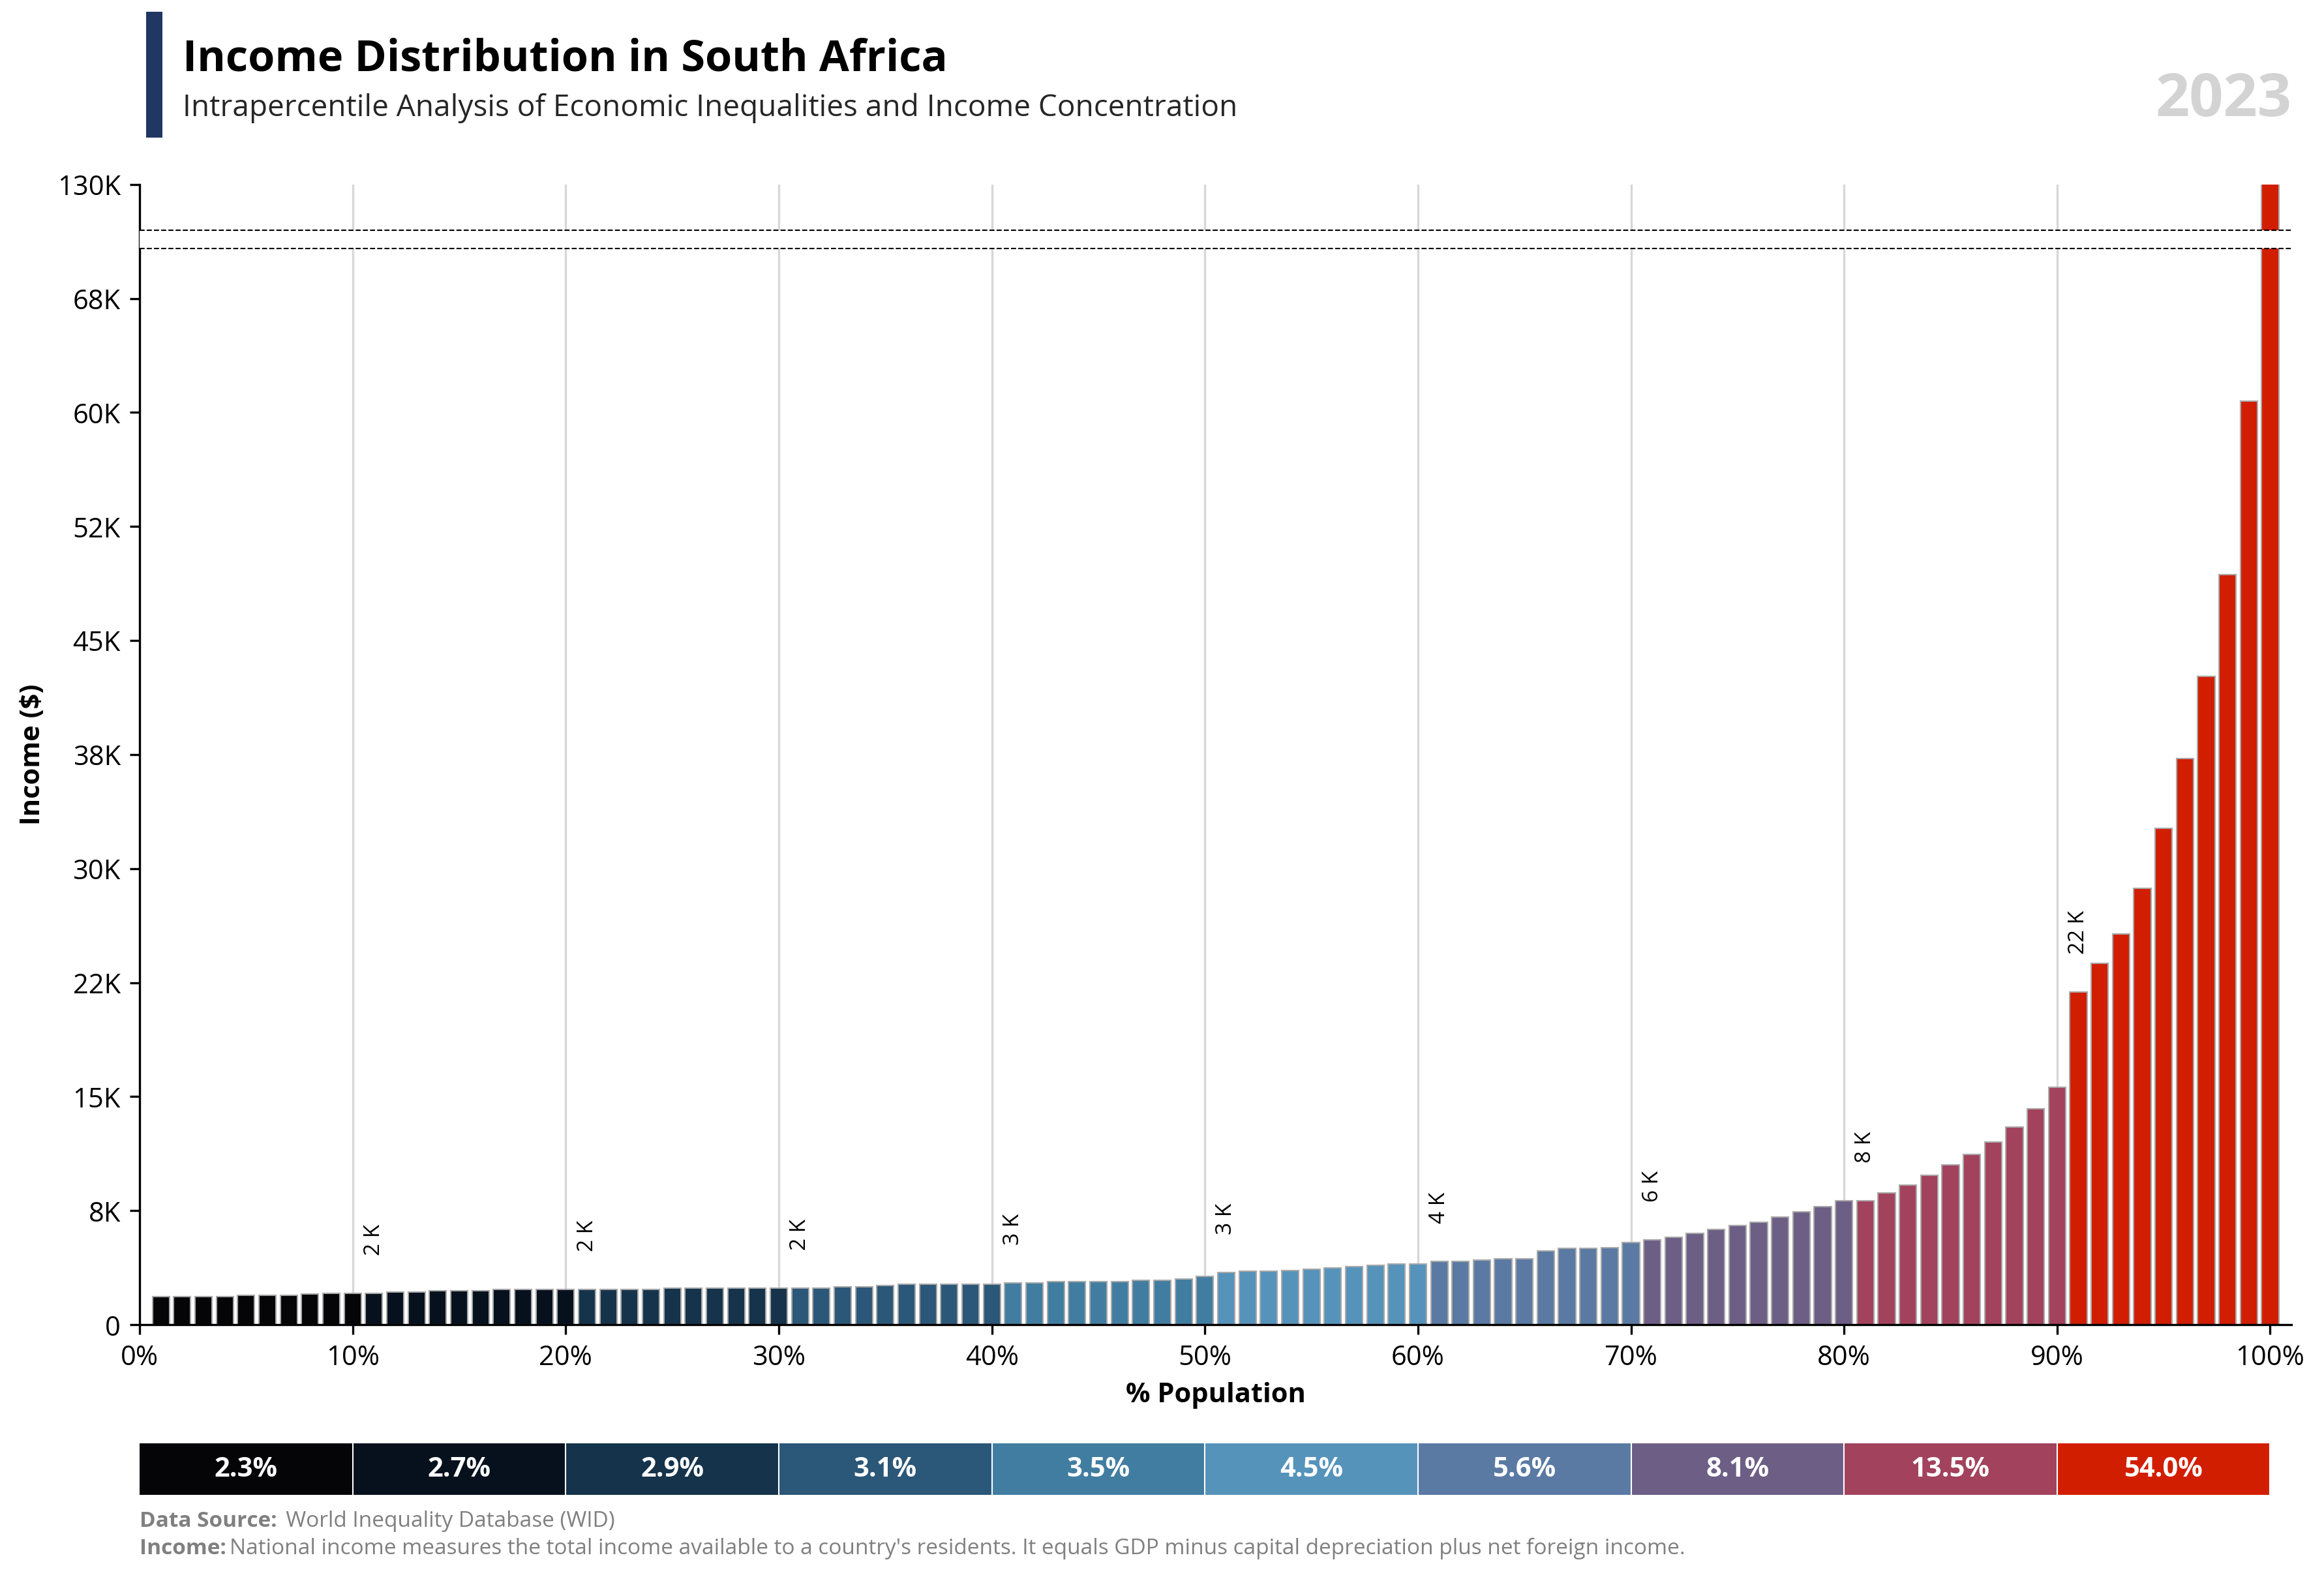 Income Distribution in South Africa
Intrapercentile Analysis of Economic Inequalities and Income Concentration
2023
130K
68K
60K
52K
45K
38K
30K
22K
15K
8K
0
Income ($)
2 K
2 K
2 K
3 K
3 K
4 K
6 K
8 K
22 K
0% 10% 20% 30% 40% 50% 60% 70% 80% 90% 100%
% Population
2.3% 2.7% 2.9% 3.1% 3.5% 4.5% 5.6% 8.1% 13.5% 54.0%
Data Source: World Inequality Database (WID)
Income: National income measures the total income available to a country's residents. It equals GDP minus capital depreciation plus net foreign income.